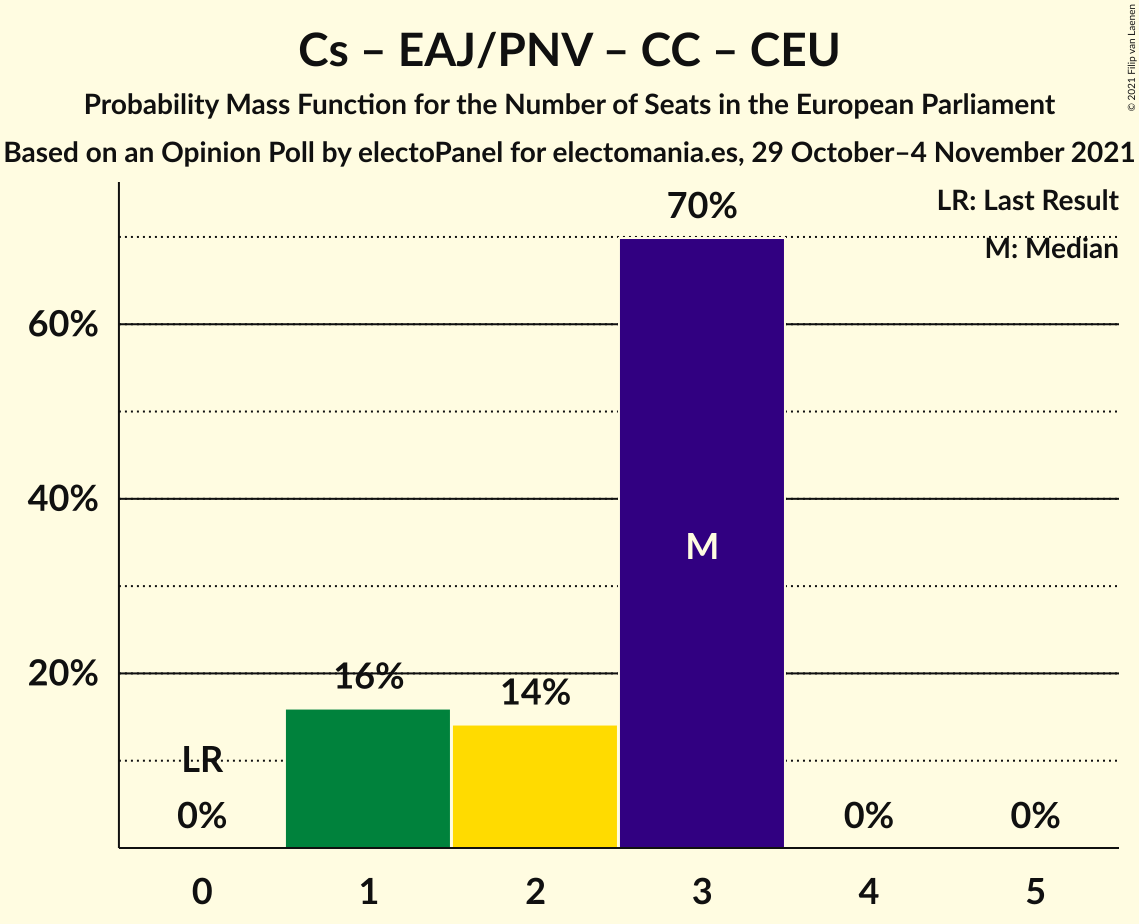 Cs – EAJ/PNV – CC – CEU
Probability Mass Function for the Number of Seats in the European Parliament
Based on an Opinion Poll by electoPanel for electomania.es, 29 October–4 November 2021
© 2021 Filip van Laenen
LR: Last Result
M: Median
70%
60%
40%
M
20%
16%
14%
LR
0%
0%
0%
0 1 2 3 4 5